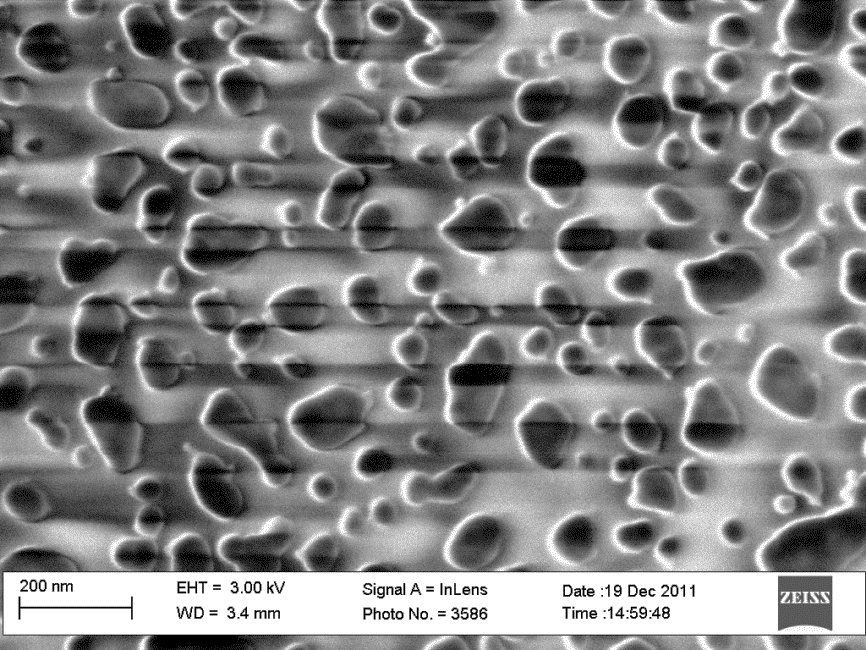 200 nm
EHT = 3.00 kV
Signal A = InLens
Date :19 Dec 2011
ZEISS
WD = 3.4 mm
Photo No. = 3586
Time :14:59:48